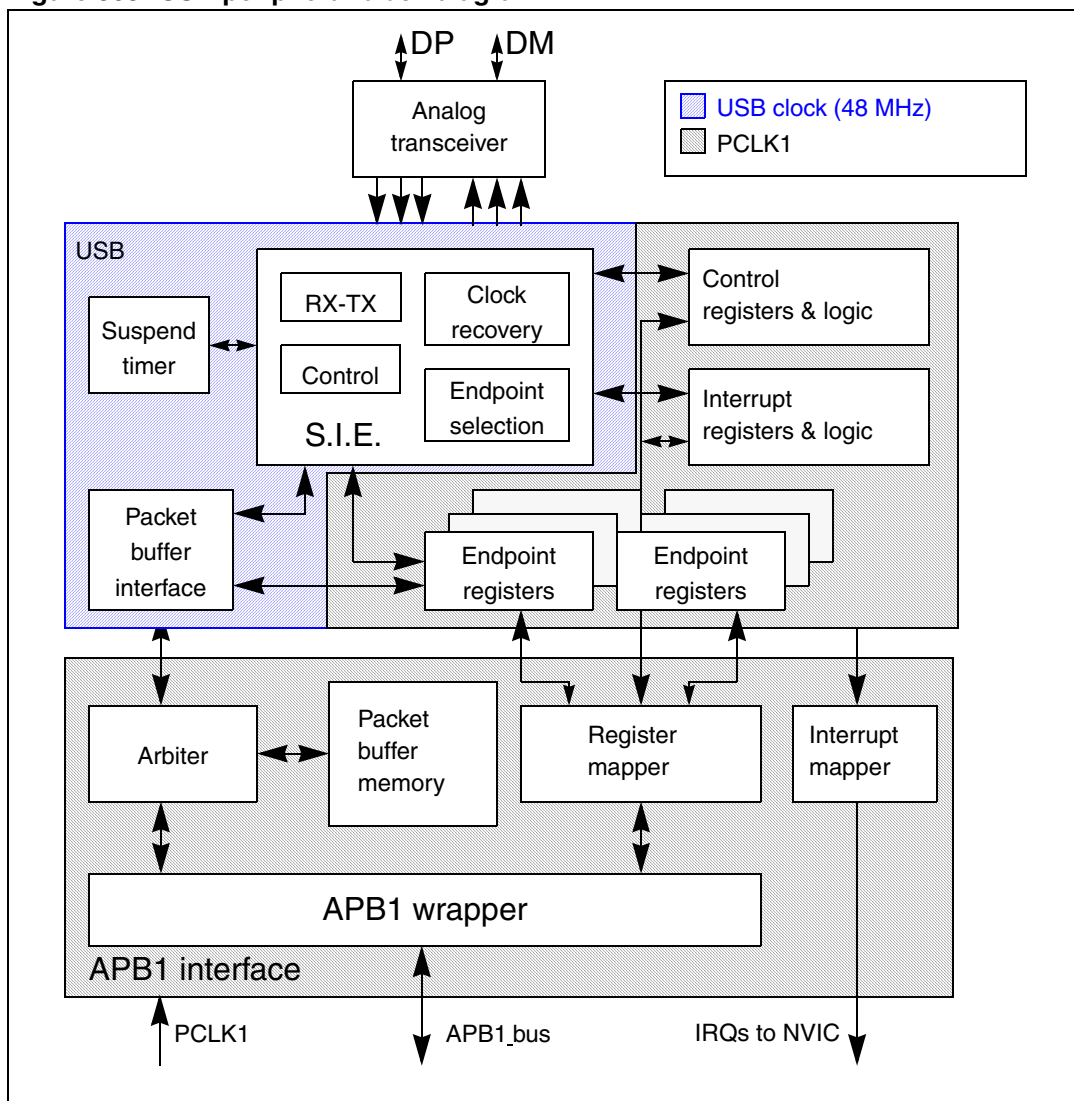 DP DM
Analog
transceiver
USB clock (48 MHz)
PCLK1
USB
Suspend
timer
RX-TX
Control
Clock
recovery
Endpoint
selection
S.I.E.
Control
registers & logic
Interrupt
registers & logic
Packet
buffer
interface
Endpoint
registers
Endpoint
registers
Arbiter
Packet
buffer
memory
Register
mapper
Interrupt
mapper
APB1 wrapper
APB1 interface
PCLK1
APB1_bus
IRQs to NVIC